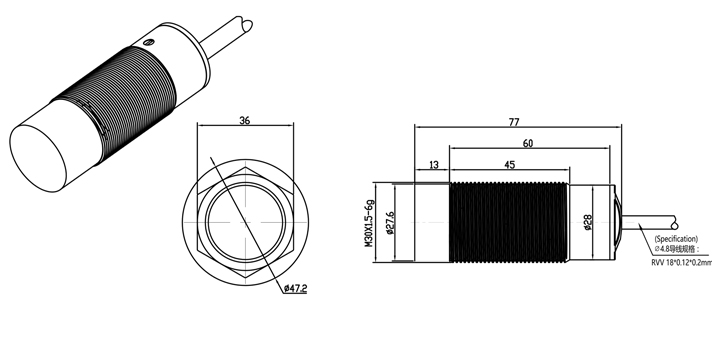 36
77
60
13
45
M30X1.5-6g
ø27.6
ø28
ø47.2
(Specification)
ø4.8导线规格：
RVV 18*0.12*0.2mm